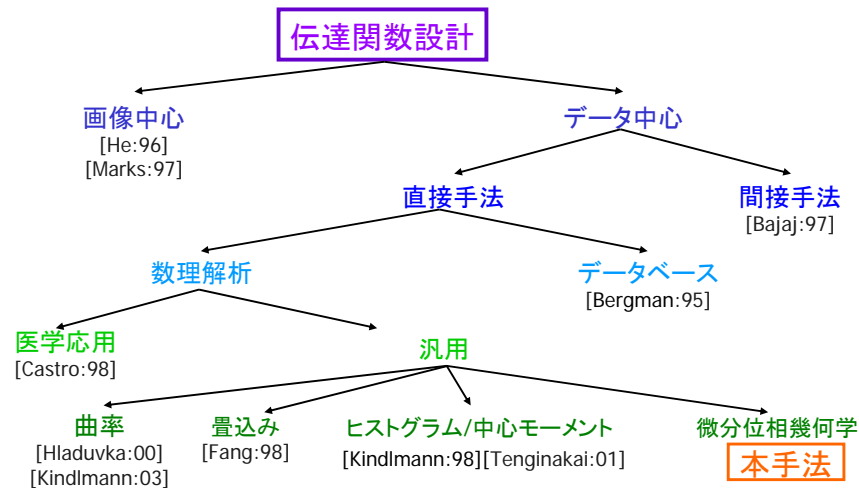 伝達関数設計
画像中心
[He:96]
[Marks:97]
データ中心
直接手法
間接手法
[Bajaj:97]
数理解析
データベース
[Bergman:95]
医学応用
[Castro:98]
汎用
曲率
[Hladuvka:00]
[Kindlmann:03]
畳込み
[Fang:98]
ヒストグラム/中心モーメント
[Kindlmann:98][Tenginakai:01]
微分位相幾何学
本手法